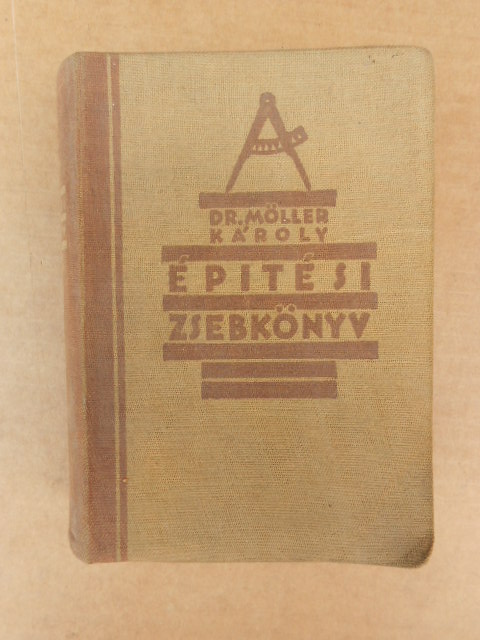 DR. MÖLLER
KÁROLY
ÉPITÉSI
ZSEBKÖNYV